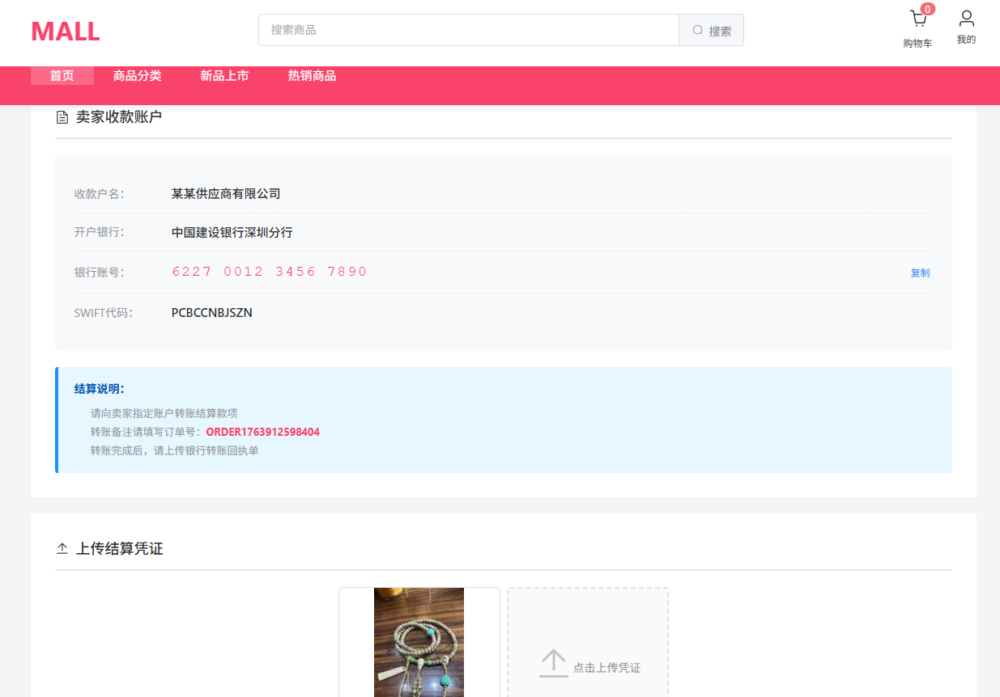 MALL
搜索商品
搜索
0
购物车
我的
首页
商品分类
新品上市
热销商品
卖家收款账户
收款户名：
某某供应商有限公司
开户银行：
中国建设银行深圳分行
银行账号：
6227 0012 3456 7890
复制
SWIFT代码：
PCBCCNBJSZN
结算说明：
请向卖家指定账户转账结算款项
转账备注请填写订单号：ORDER1763912598404
转账完成后，请上传银行转账回执单
上传结算凭证
点击上传凭证